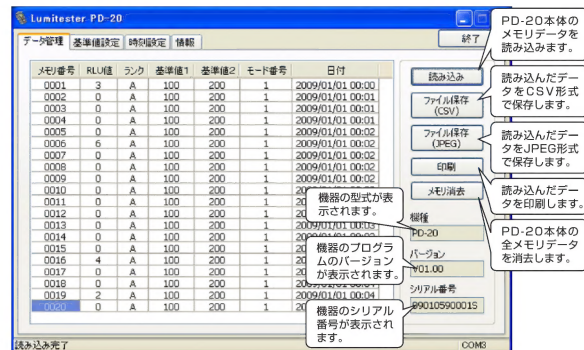 Lumitester PD-20
データ管理 基準値設定 時刻設定 情報
終了
メモリ番号 RLU値 ランク 基準値1 基準値2 モード番号 日付
0001 3 A 100 200 1 2009/01/01 00:00
0002 0 A 100 200 1 2009/01/01 00:01
0003 0 A 100 200 1 2009/01/01 00:01
0004 0 A 100 200 1 2009/01/01 00:01
0005 0 A 100 200 1 2009/01/01 00:02
0006 6 A 100 200 1 2009/01/01 00:02
0007 0 A 100 200 1 2009/01/01 00:02
0008 0 A 100 200 1 2009/01/01 00:02
0009 0 A 100 200 1 2009/01/01 00:02
0010 0 A 100 200 1
0011 0 A 100 200 1
0012 0 A 100 200 1
0013 0 A 100 200 1 2009/01/01 00:03
0014 0 A 100 200 1
0015 0 A 100 200 1
0016 4 A 100 200 1
0017 0 A 100 200 1
0018 0 A 100 200 1
0019 2 A 100 200 1 2009/01/01 00:04
0020 0 A 100 200 1
読み込み
ファイル保存
(CSV)
ファイル保存
(JPEG)
印刷
メモリ消去
機種
PD-20
バージョン
V01.00
シリアル番号
PD-20本体の
メモリデータを
読み込みます。
読み込んだデー
タをCSV形式
で保存します。
読み込んだデー
タをJPEG形式
で保存します。
読み込んだデー
タを印刷します。
PD-20本体の
全メモリデータ
を消去します。
機器の型式が表
示されます。
機器のプログラ
ムのバージョン
が表示されます。
機器のシリアル
番号が表示され
ます。
読み込み完了
COM3